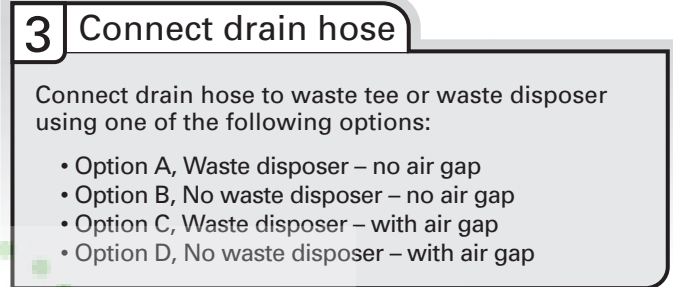 3 Connect drain hose
Connect drain hose to waste tee or waste disposer
using one of the following options:
• Option A, Waste disposer – no air gap
• Option B, No waste disposer – no air gap
• Option C, Waste disposer – with air gap
• Option D, No waste disposer – with air gap